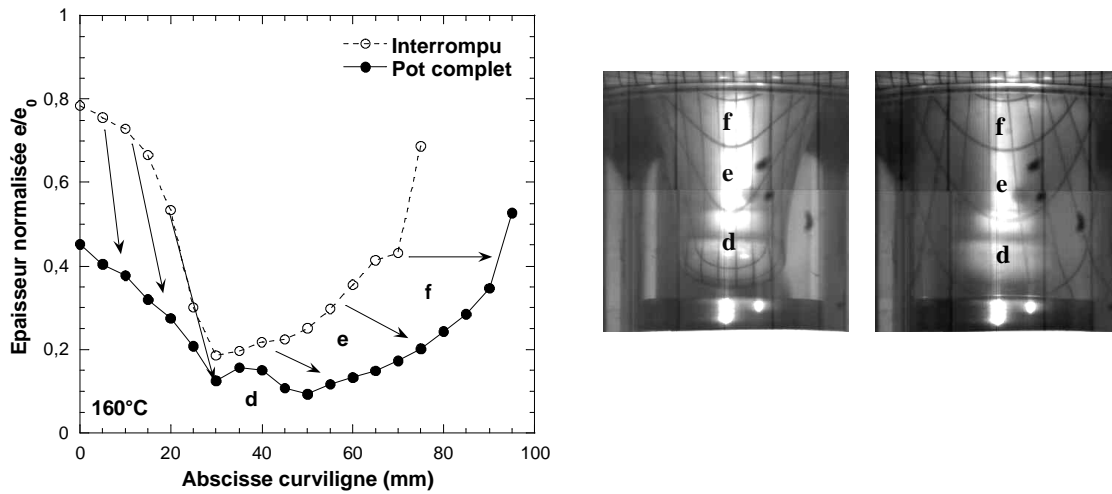 1
0,8
0,6
0,4
0,2
0
Epaisseur normalisée e/e0
Interrompu
Pot complet
f
e
d
160°C
0 20 40 60 80 100
Abscisse curviligne (mm)
f
e
d
f
e
d